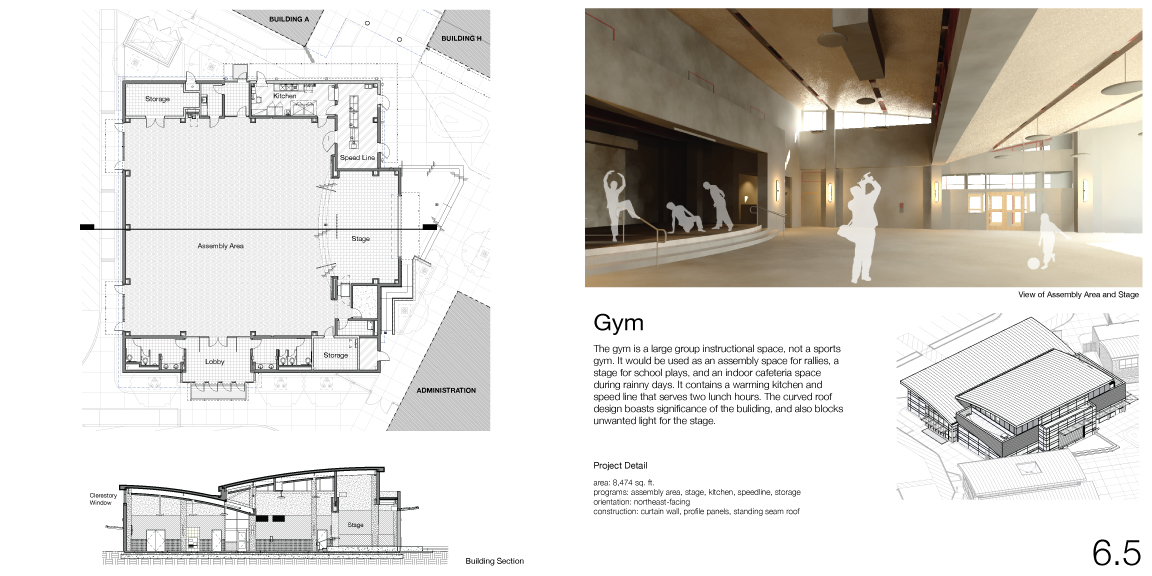 BUILDING A
BUILDING H
Storage
Kitchen
Speed Line
Assembly Area
Stage
Lobby
Storage
ADMINISTRATION
Clerestory
Window
Stage
Building Section
View of Assembly Area and Stage
Gym
The gym is a large group instructional space, not a sports
gym. It would be used as an assembly space for rallies, a
stage for school plays, and an indoor cafeteria space
during rainny days. It contains a warming kitchen and
speed line that serves two lunch hours. The curved roof
design boasts significance of the buliding, and also blocks
unwanted light for the stage.
Project Detail
area: 8,474 sq. ft.
programs: assembly area, stage, kitchen, speedline, storage
orientation: northeast-facing
construction: curtain wall, profile panels, standing seam roof
6.5